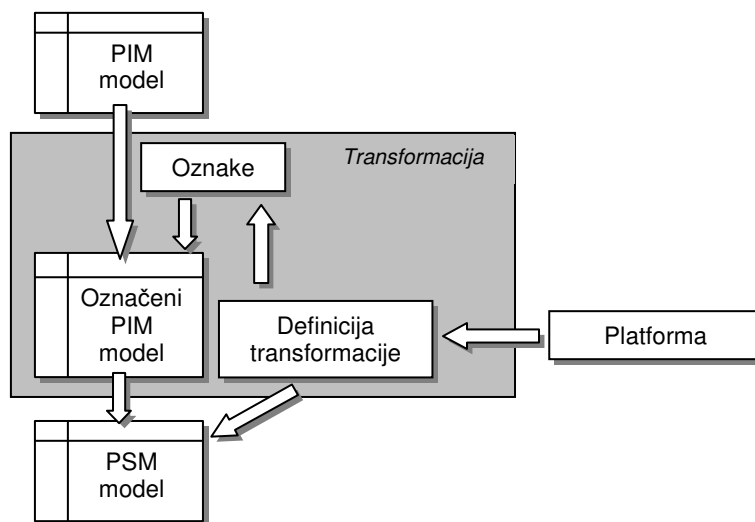 PIM
model
Transformacija
Oznake
Označeni
PIM
model
Definicija
transformacije
Platforma
PSM
model